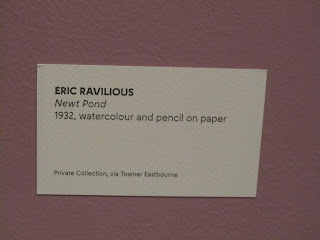 ERIC RAVILIOUS
Newt Pond
1932, watercolour and pencil on paper
Private Collection, via Towner Eastbourne